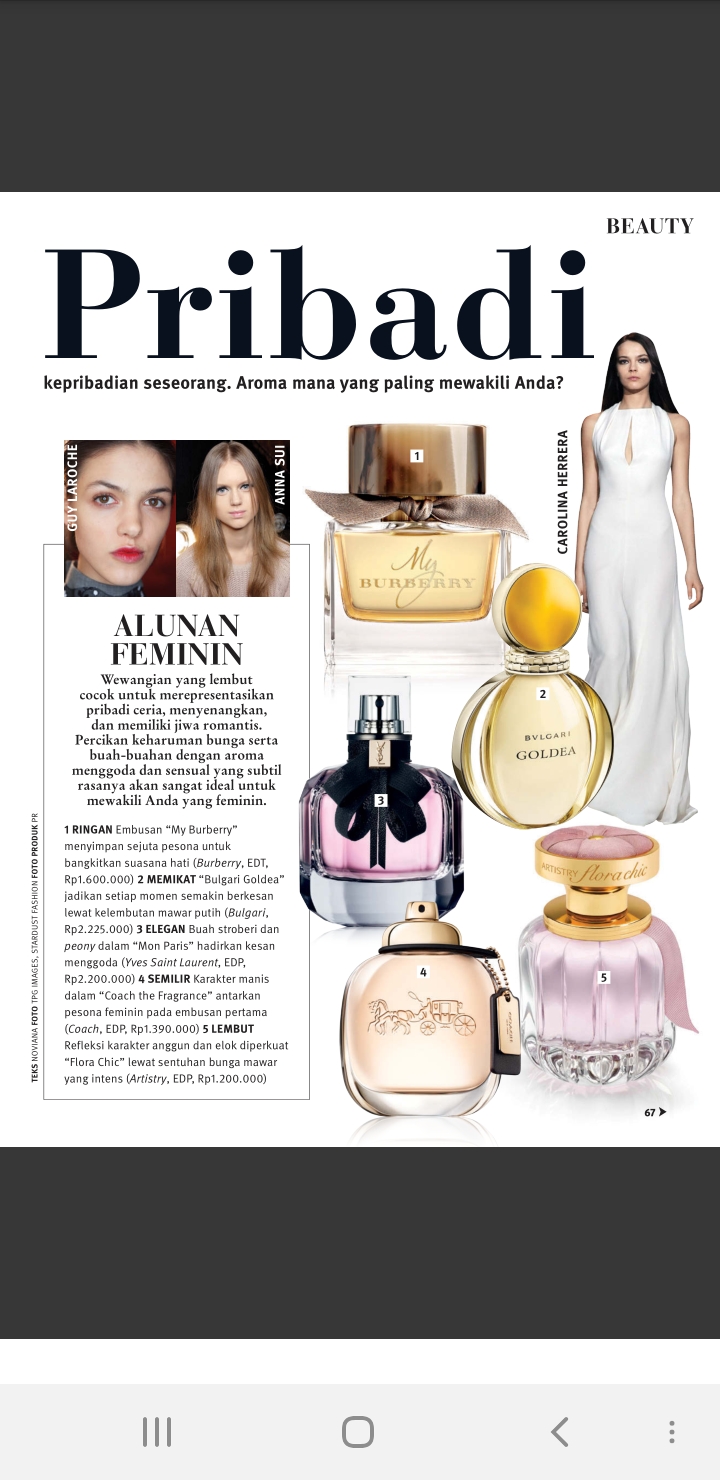 BEAUTY
Pribadi
kepribadian seseorang. Aroma mana yang paling mewakili Anda?
GUY LAROCHE
ANNA SUI
CAROLINA HERRERA
ALUNAN
FEMININ
Wewangian yang lembut
cocok untuk merepresentasikan
pribadi ceria, menyenangkan,
dan memiliki jiwa romantis.
Percikan keharuman bunga serta
buah-buahan dengan aroma
menggoda dan sensual yang subtil
rasanya akan sangat ideal untuk
mewakili Anda yang feminin.
1 RINGAN Embusan “My Burberry”
menyimpan sejuta pesona untuk
bangkitkan suasana hati (Burberry, EDT,
Rp1.600.000) 2 MEMIKAT “Bulgari Goldea”
jadikan setiap momen semakin berkesan
lewat kelembutan mawar putih (Bulgari,
Rp2.225.000) 3 ELEGAN Buah stroberi dan
peony dalam “Mon Paris” hadirkan kesan
menggoda (Yves Saint Laurent, EDP,
Rp2.200.000) 4 SEMILIR Karakter manis
dalam “Coach the Fragrance” antarkan
pesona feminin pada embusan pertama
(Coach, EDP, Rp1.390.000) 5 LEMBUT
Refleksi karakter anggun dan elok diperkuat
“Flora Chic” lewat sentuhan bunga mawar
yang intens (Artistry, EDP, Rp1.200.000)
TEKS NOVIANA FOTO TPG IMAGES, STARDUST FASHION FOTO PRODUK PR
1
My
BURBERRY
2
BVLGARI
GOLDEA
3
YSL
4
5
ARTISTRY flora chic
67